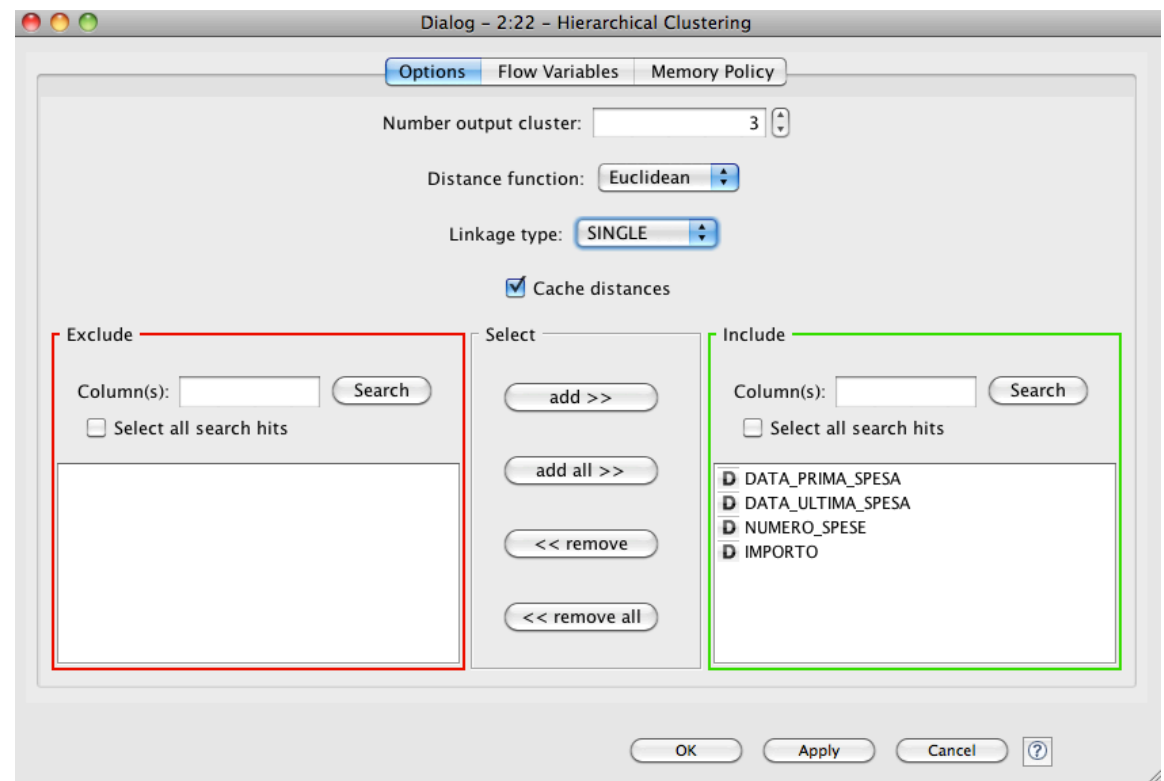 Dialog – 2:22 – Hierarchical Clustering
Options Flow Variables Memory Policy
Number output cluster: 3
Distance function: Euclidean
Linkage type: SINGLE
Cache distances
Exclude
Column(s): Search
Select all search hits
Select
add >>
add all >>
<< remove
<< remove all
Include
Column(s): Search
Select all search hits
D DATA_PRIMA_SPESA
D DATA_ULTIMA_SPESA
D NUMERO_SPESE
D IMPORTO
OK Apply Cancel ?